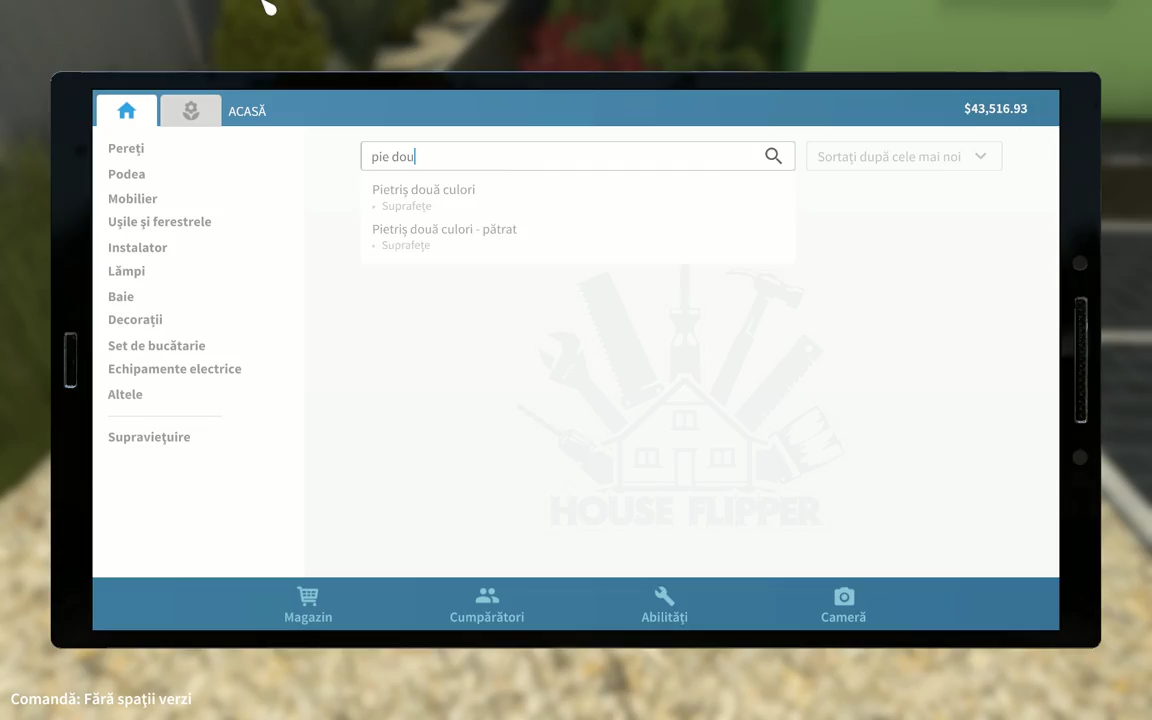 ACASĂ
$43,516.93
pie dou
Sortați după cele mai noi
Pereți
Podea
Mobilier
Ușile și ferestrele
Instalator
Lămpi
Baie
Decorații
Set de bucătarie
Echipamente electrice
Altele
Supraviețuire
Pietriș două culori
• Suprafețe
Pietriș două culori - pătrat
• Suprafețe
HOUSE FLIPPER
Magazin
Cumpărători
Abilități
Cameră
Comandă: Fără spații verzi